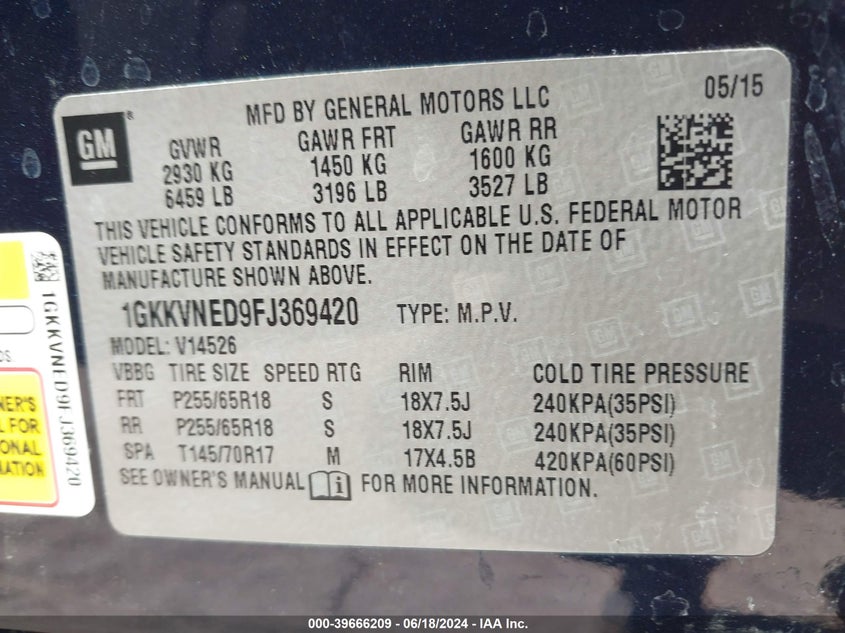 MFD BY GENERAL MOTORS LLC
05/15
GM®
GVWR GAWR FRT GAWR RR
2930 KG 1450 KG 1600 KG
6459 LB 3196 LB 3527 LB
THIS VEHICLE CONFORMS TO ALL APPLICABLE U.S. FEDERAL MOTOR
VEHICLE SAFETY STANDARDS IN EFFECT ON THE DATE OF
MANUFACTURE SHOWN ABOVE.
1GKKVNED9FJ369420 TYPE: M.P.V.
MODEL: V14526
VBBG TIRE SIZE SPEED RTG RIM COLD TIRE PRESSURE
FRT P255/65R18 S 18X7.5J 240KPA(35PSI)
RR P255/65R18 S 18X7.5J 240KPA(35PSI)
SPA T145/70R17 M 17X4.5B 420KPA(60PSI)
SEE OWNER'S MANUAL i FOR MORE INFORMATION.
1GKKVNED9FJ369420
NER'S
L FOR
ONAL
MATION
000-39666209 - 06/18/2024 - IAA Inc.